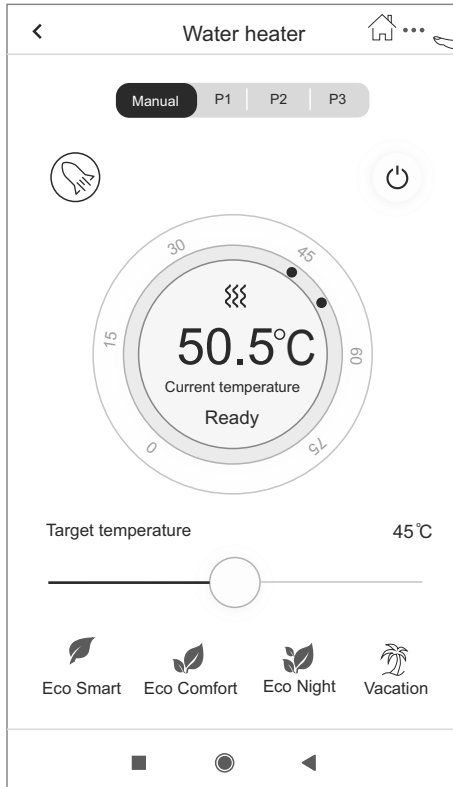 Water heater
Manual P1 P2 P3
30
45
15
60
0
75
50.5°C
Current temperature
Ready
Target temperature 45°C
Eco Smart Eco Comfort Eco Night Vacation